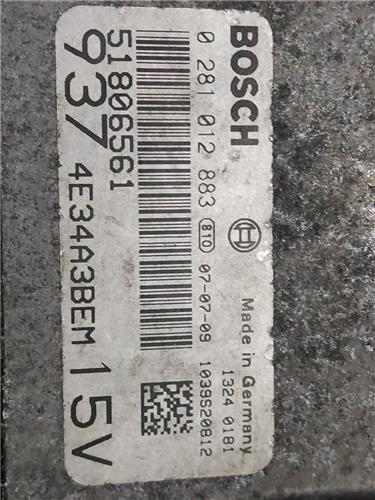 BOSCH
0 281 012 883 810 07-07-09
Made in Germany
1324 0181
1039S20812
51806561
937 4E34A3BEM 15V